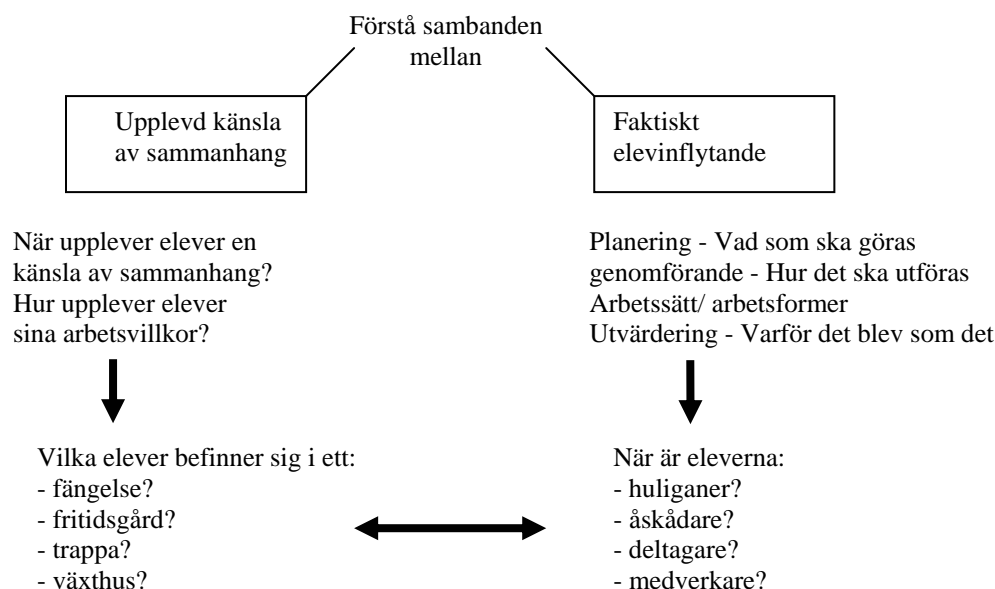 Förstå sambanden
mellan
Upplevd känsla
av sammanhang
Faktiskt
elevinflytande
När upplever elever en
känsla av sammanhang?
Hur upplever elever
sina arbetsvillkor?
Planering - Vad som ska göras
genomförande - Hur det ska utföras
Arbetssätt/ arbetsformer
Utvärdering - Varför det blev som det
Vilka elever befinner sig i ett:
- fängelse?
- fritidsgård?
- trappa?
- växthus?
När är eleverna:
- huliganer?
- åskådare?
- deltagare?
- medverkare?